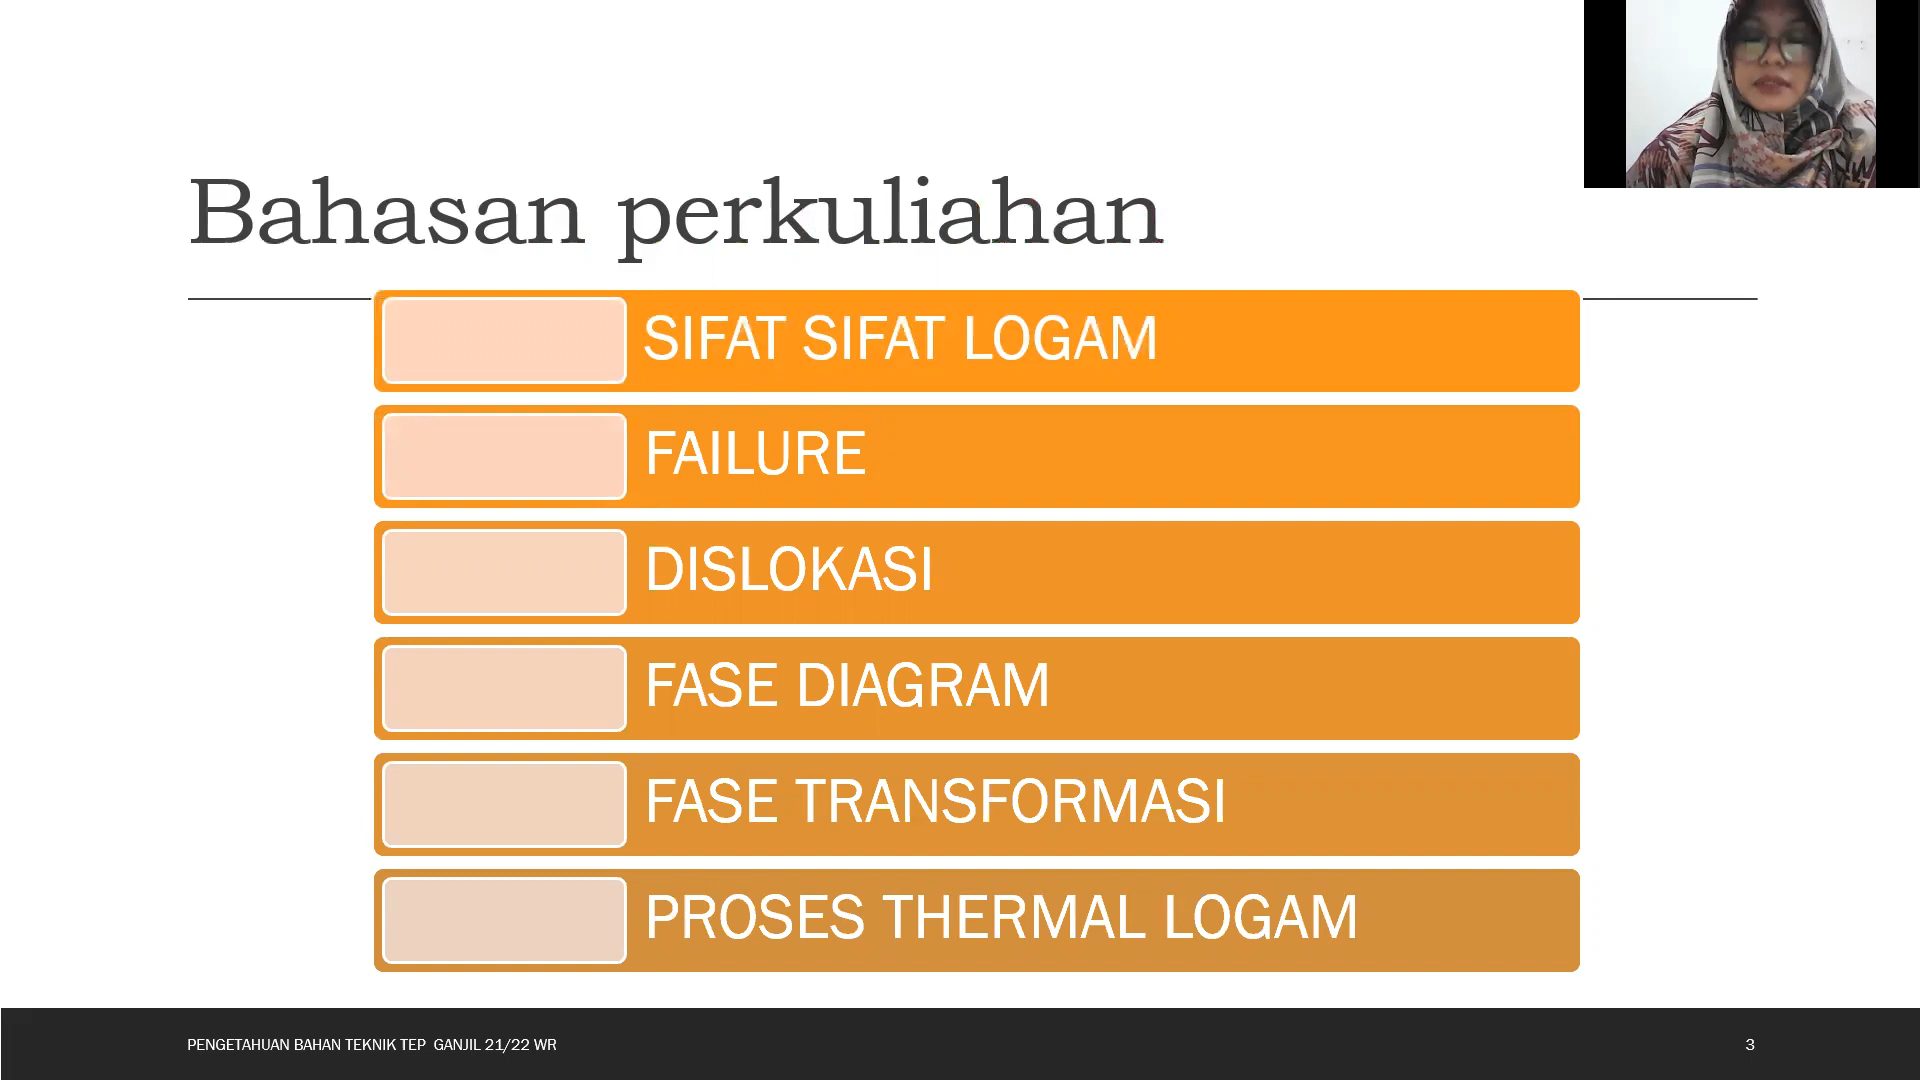 Bahasan perkuliahan
SIFAT SIFAT LOGAM
FAILURE
DISLOKASI
FASE DIAGRAM
FASE TRANSFORMASI
PROSES THERMAL LOGAM
PENGETAHUAN BAHAN TEKNIK TEP GANJIL 21/22 WR
3